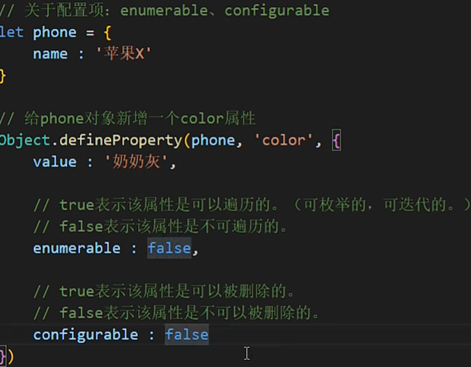 // 关于配置项：enumerable、configurable
let phone = {
name : '苹果X'
}
// 给phone对象新增一个color属性
Object.defineProperty(phone, 'color', {
value : '奶奶灰',
// true表示该属性是可以遍历的。（可枚举的，可迭代的。）
// false表示该属性是不可遍历的。
enumerable : false,
// true表示该属性是可以被删除的。
// false表示该属性是不可以被删除的。
configurable : false
})